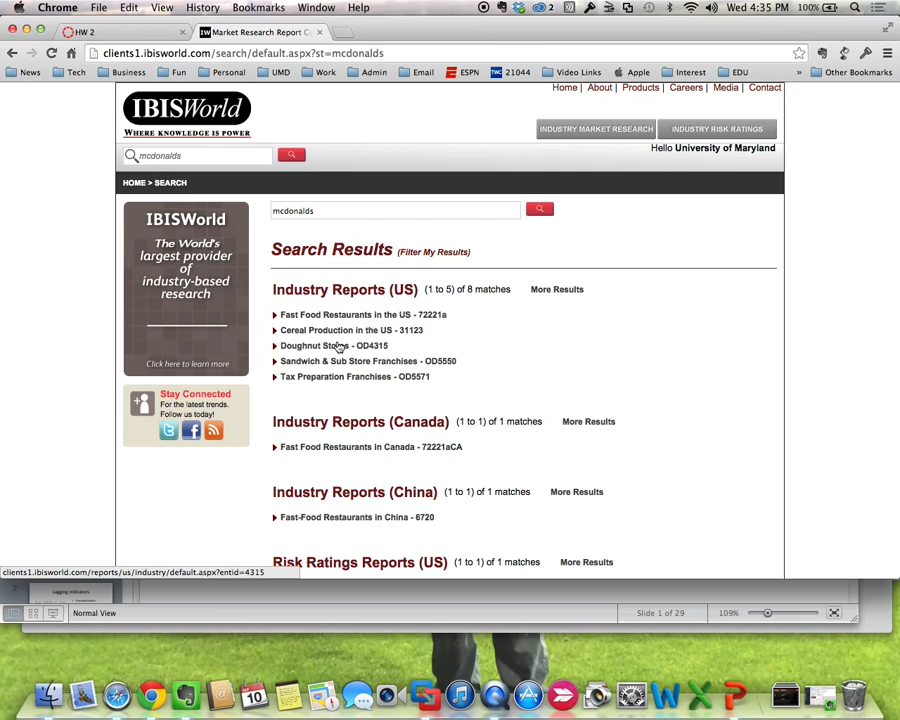 Chrome File Edit View History Bookmarks Window Help
2 Wed 4:35 PM 100%
HW 2
Market Research Report C
clients1.ibisworld.com/search/default.aspx?st=mcdonalds
News Tech Business Fun Personal UMD Work Admin Email ESPN TWC 21044 Video Links Apple Interest EDU » Other Bookmarks
Home | About | Products | Careers | Media | Contact
IBISWorld
WHERE KNOWLEDGE IS POWER
INDUSTRY MARKET RESEARCH INDUSTRY RISK RATINGS
mcdonalds
Hello University of Maryland
HOME > SEARCH
IBISWorld
The World's
largest provider
of
industry-based
research
Click here to learn more
Stay Connected
For the latest trends.
Follow us today!
mcdonalds
Search Results (Filter My Results)
Industry Reports (US) (1 to 5) of 8 matches More Results
Fast Food Restaurants in the US - 72221a
Cereal Production in the US - 31123
Doughnut Stores - OD4315
Sandwich & Sub Store Franchises - OD5550
Tax Preparation Franchises - OD5571
Industry Reports (Canada) (1 to 1) of 1 matches More Results
Fast Food Restaurants in Canada - 72221aCA
Industry Reports (China) (1 to 1) of 1 matches More Results
Fast-Food Restaurants in China - 6720
Risk Ratings Reports (US) (1 to 1) of 1 matches More Results
clients1.ibisworld.com/reports/us/industry/default.aspx?entid=4315
7
Lagging Indicators
Normal View Slide 1 of 29 109%
10